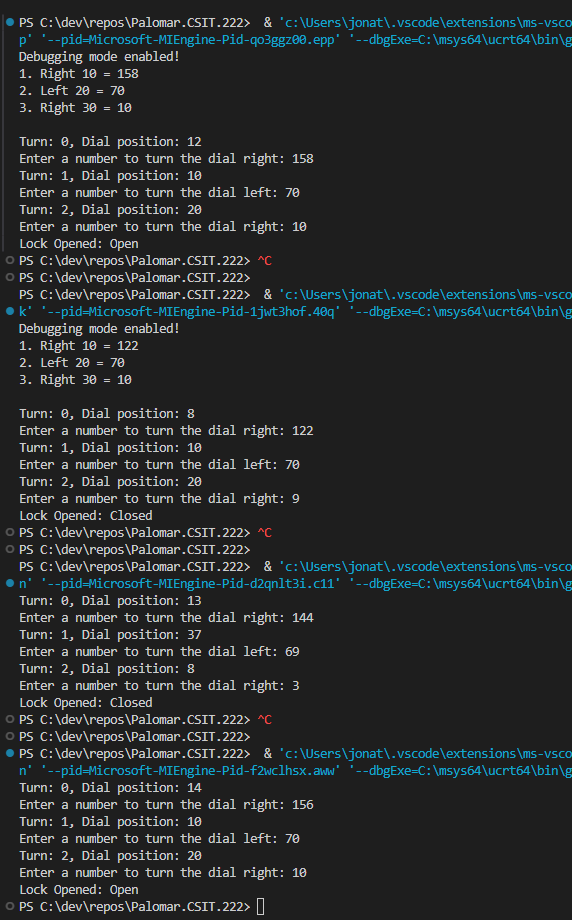 PS C:\dev\repos\Palomar.CSIT.222>  & 'c:\Users\jonat\.vscode\extensions\ms-vsco
p' '--pid=Microsoft-MIEngine-Pid-qo3ggz00.epp' '--dbgExe=C:\msys64\ucrt64\bin\g
Debugging mode enabled!
1. Right 10 = 158
2. Left 20 = 70
3. Right 30 = 10
Turn: 0, Dial position: 12
Enter a number to turn the dial right: 158
Turn: 1, Dial position: 10
Enter a number to turn the dial left: 70
Turn: 2, Dial position: 20
Enter a number to turn the dial right: 10
Lock Opened: Open
PS C:\dev\repos\Palomar.CSIT.222> ^C
PS C:\dev\repos\Palomar.CSIT.222>
PS C:\dev\repos\Palomar.CSIT.222>  & 'c:\Users\jonat\.vscode\extensions\ms-vsco
k' '--pid=Microsoft-MIEngine-Pid-1jwt3hof.40q' '--dbgExe=C:\msys64\ucrt64\bin\g
Debugging mode enabled!
1. Right 10 = 122
2. Left 20 = 70
3. Right 30 = 10
Turn: 0, Dial position: 8
Enter a number to turn the dial right: 122
Turn: 1, Dial position: 10
Enter a number to turn the dial left: 70
Turn: 2, Dial position: 20
Enter a number to turn the dial right: 9
Lock Opened: Closed
PS C:\dev\repos\Palomar.CSIT.222> ^C
PS C:\dev\repos\Palomar.CSIT.222>
PS C:\dev\repos\Palomar.CSIT.222>  & 'c:\Users\jonat\.vscode\extensions\ms-vsco
n' '--pid=Microsoft-MIEngine-Pid-d2qnlt3i.c11' '--dbgExe=C:\msys64\ucrt64\bin\g
Turn: 0, Dial position: 13
Enter a number to turn the dial right: 144
Turn: 1, Dial position: 37
Enter a number to turn the dial left: 69
Turn: 2, Dial position: 8
Enter a number to turn the dial right: 3
Lock Opened: Closed
PS C:\dev\repos\Palomar.CSIT.222> ^C
PS C:\dev\repos\Palomar.CSIT.222>
PS C:\dev\repos\Palomar.CSIT.222>  & 'c:\Users\jonat\.vscode\extensions\ms-vsco
n' '--pid=Microsoft-MIEngine-Pid-f2wclhsx.aww' '--dbgExe=C:\msys64\ucrt64\bin\g
Turn: 0, Dial position: 14
Enter a number to turn the dial right: 156
Turn: 1, Dial position: 10
Enter a number to turn the dial left: 70
Turn: 2, Dial position: 20
Enter a number to turn the dial right: 10
Lock Opened: Open
PS C:\dev\repos\Palomar.CSIT.222>